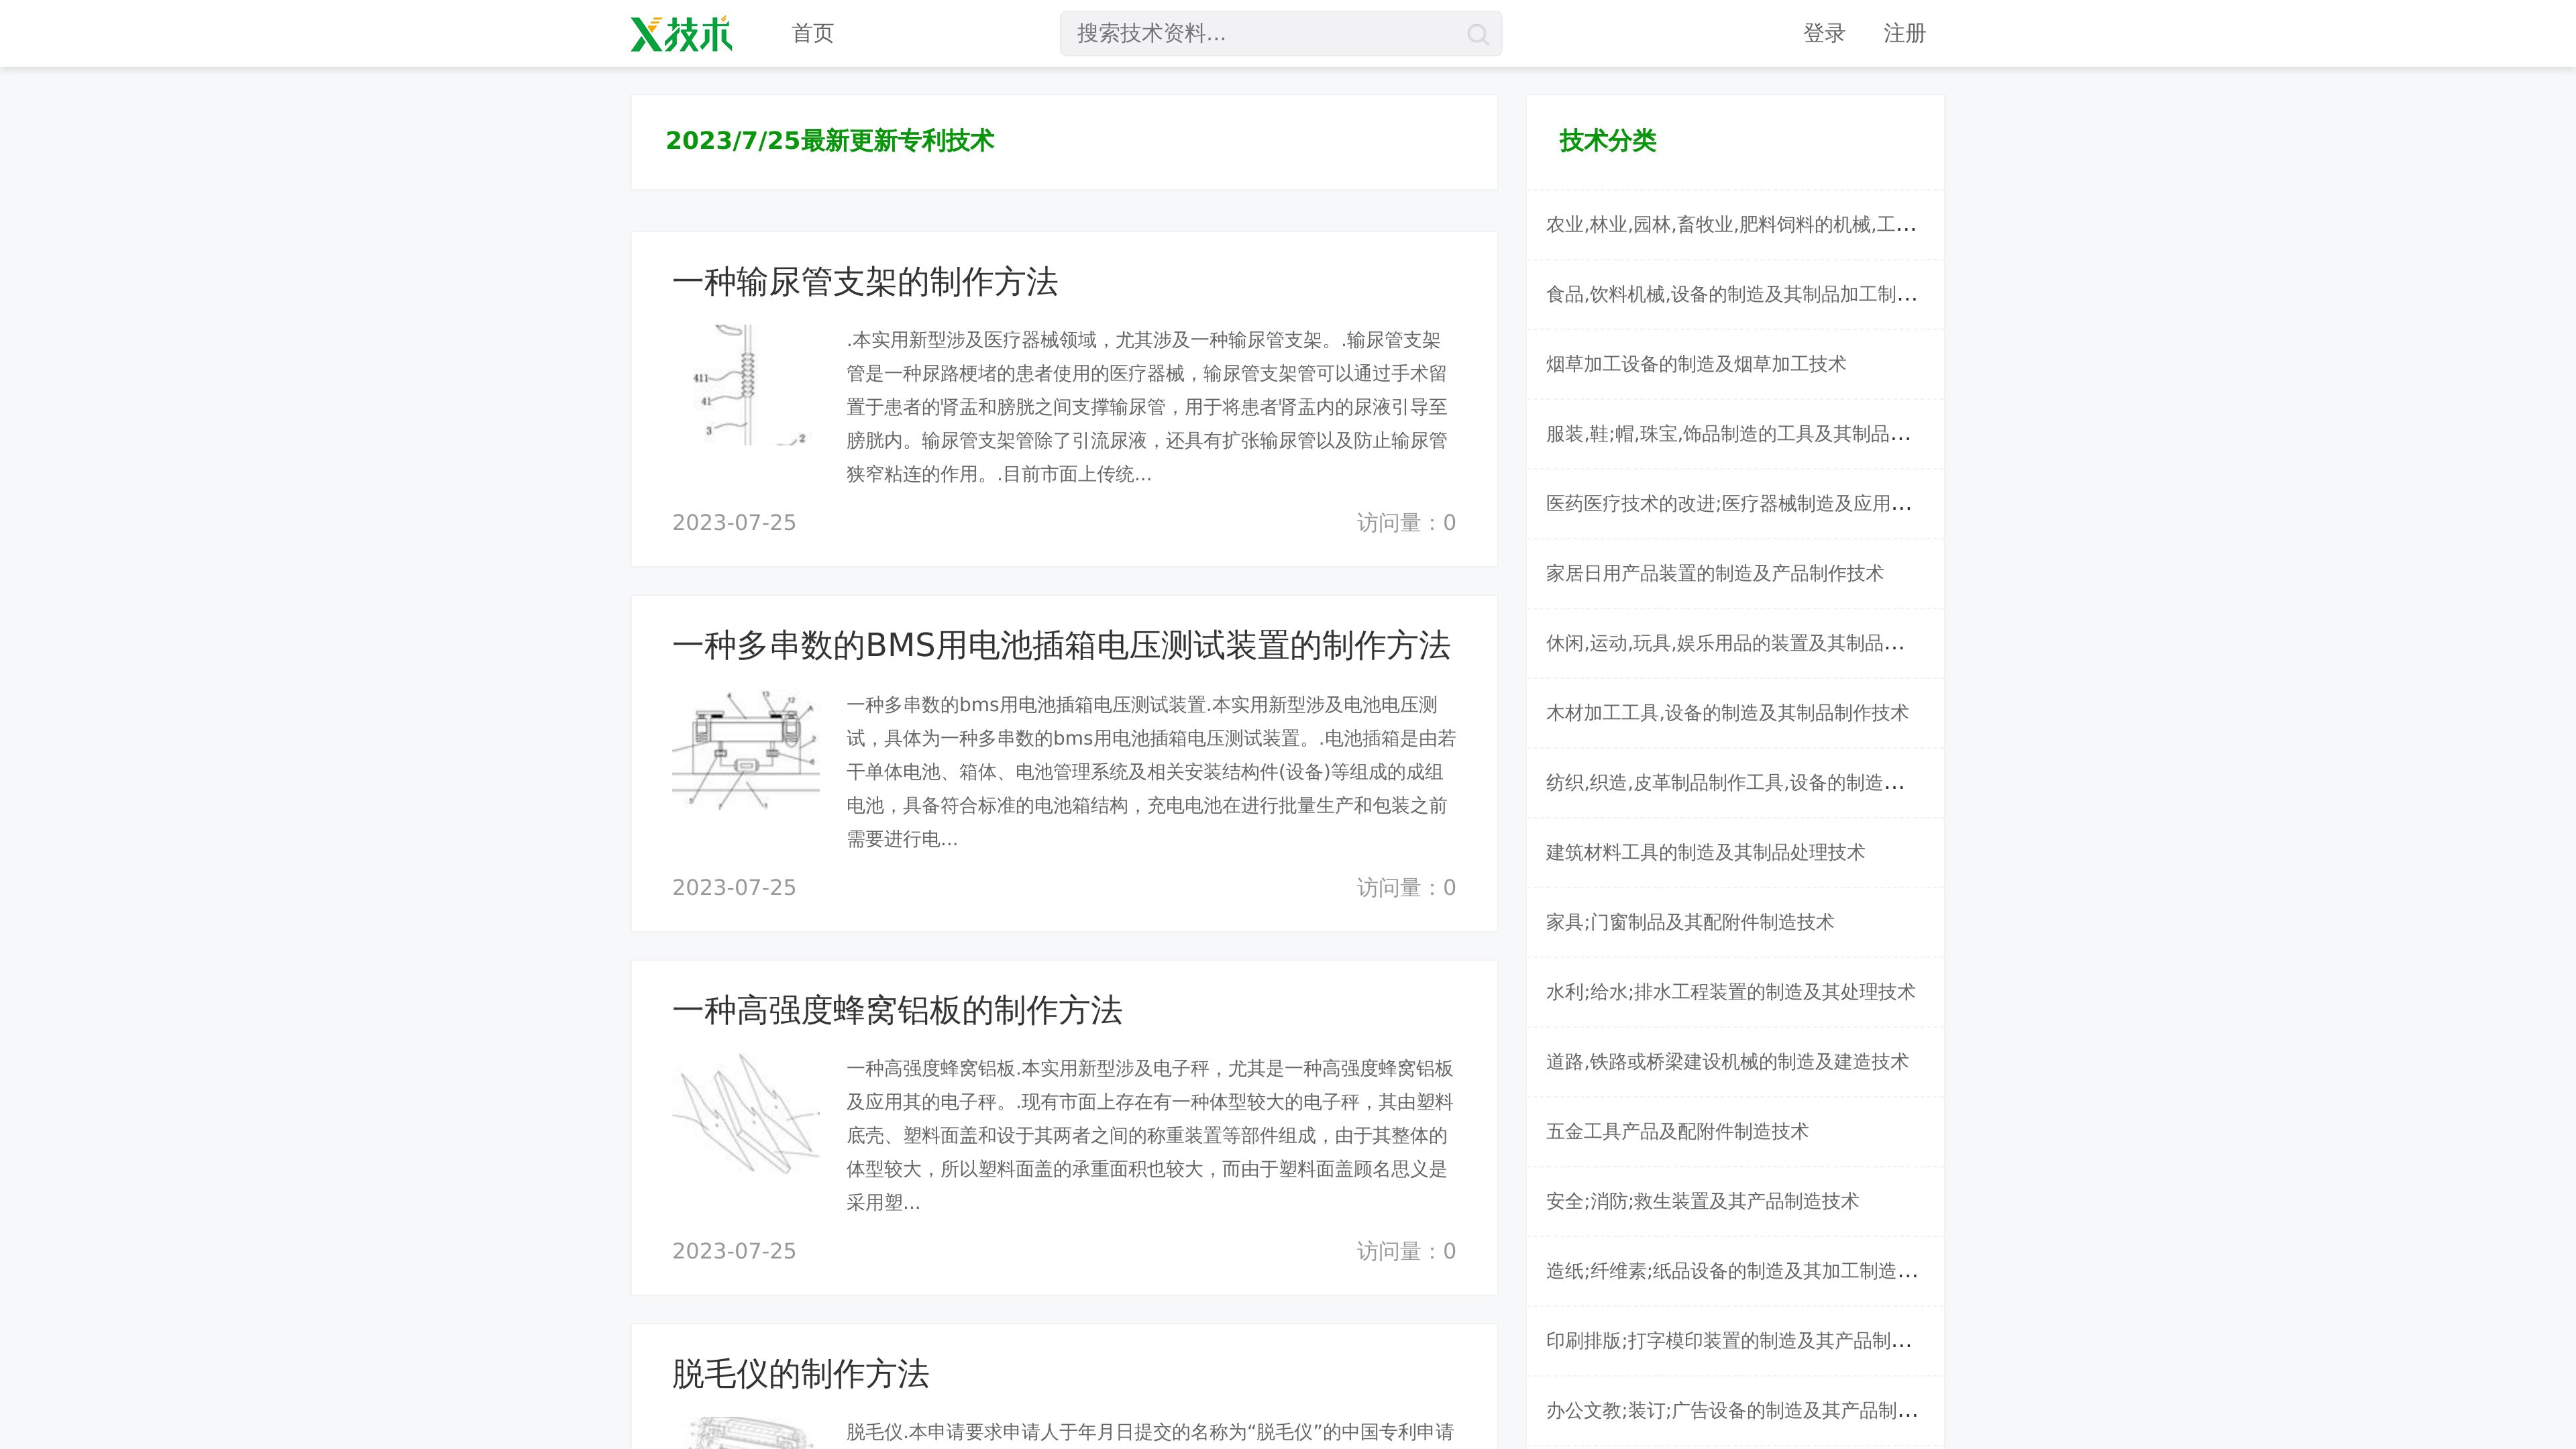 X技术
首页
搜索技术资料...
登录
注册
2023/7/25最新更新专利技术
一种输尿管支架的制作方法
411
41
3
2
.本实用新型涉及医疗器械领域，尤其涉及一种输尿管支架。.输尿管支架
管是一种尿路梗堵的患者使用的医疗器械，输尿管支架管可以通过手术留
置于患者的肾盂和膀胱之间支撑输尿管，用于将患者肾盂内的尿液引导至
膀胱内。输尿管支架管除了引流尿液，还具有扩张输尿管以及防止输尿管
狭窄粘连的作用。.目前市面上传统...
2023-07-25
访问量：0
一种多串数的BMS用电池插箱电压测试装置的制作方法
一种多串数的bms用电池插箱电压测试装置.本实用新型涉及电池电压测
试，具体为一种多串数的bms用电池插箱电压测试装置。.电池插箱是由若
干单体电池、箱体、电池管理系统及相关安装结构件(设备)等组成的成组
电池，具备符合标准的电池箱结构，充电电池在进行批量生产和包装之前
需要进行电...
2023-07-25
访问量：0
一种高强度蜂窝铝板的制作方法
一种高强度蜂窝铝板.本实用新型涉及电子秤，尤其是一种高强度蜂窝铝板
及应用其的电子秤。.现有市面上存在有一种体型较大的电子秤，其由塑料
底壳、塑料面盖和设于其两者之间的称重装置等部件组成，由于其整体的
体型较大，所以塑料面盖的承重面积也较大，而由于塑料面盖顾名思义是
采用塑...
2023-07-25
访问量：0
脱毛仪的制作方法
脱毛仪.本申请要求申请人于年月日提交的名称为“脱毛仪”的中国专利申请
技术分类
农业,林业,园林,畜牧业,肥料饲料的机械,工...
食品,饮料机械,设备的制造及其制品加工制...
烟草加工设备的制造及烟草加工技术
服装,鞋;帽,珠宝,饰品制造的工具及其制品...
医药医疗技术的改进;医疗器械制造及应用...
家居日用产品装置的制造及产品制作技术
休闲,运动,玩具,娱乐用品的装置及其制品...
木材加工工具,设备的制造及其制品制作技术
纺织,织造,皮革制品制作工具,设备的制造...
建筑材料工具的制造及其制品处理技术
家具;门窗制品及其配附件制造技术
水利;给水;排水工程装置的制造及其处理技术
道路,铁路或桥梁建设机械的制造及建造技术
五金工具产品及配附件制造技术
安全;消防;救生装置及其产品制造技术
造纸;纤维素;纸品设备的制造及其加工制造...
印刷排版;打字模印装置的制造及其产品制...
办公文教;装订;广告设备的制造及其产品制...